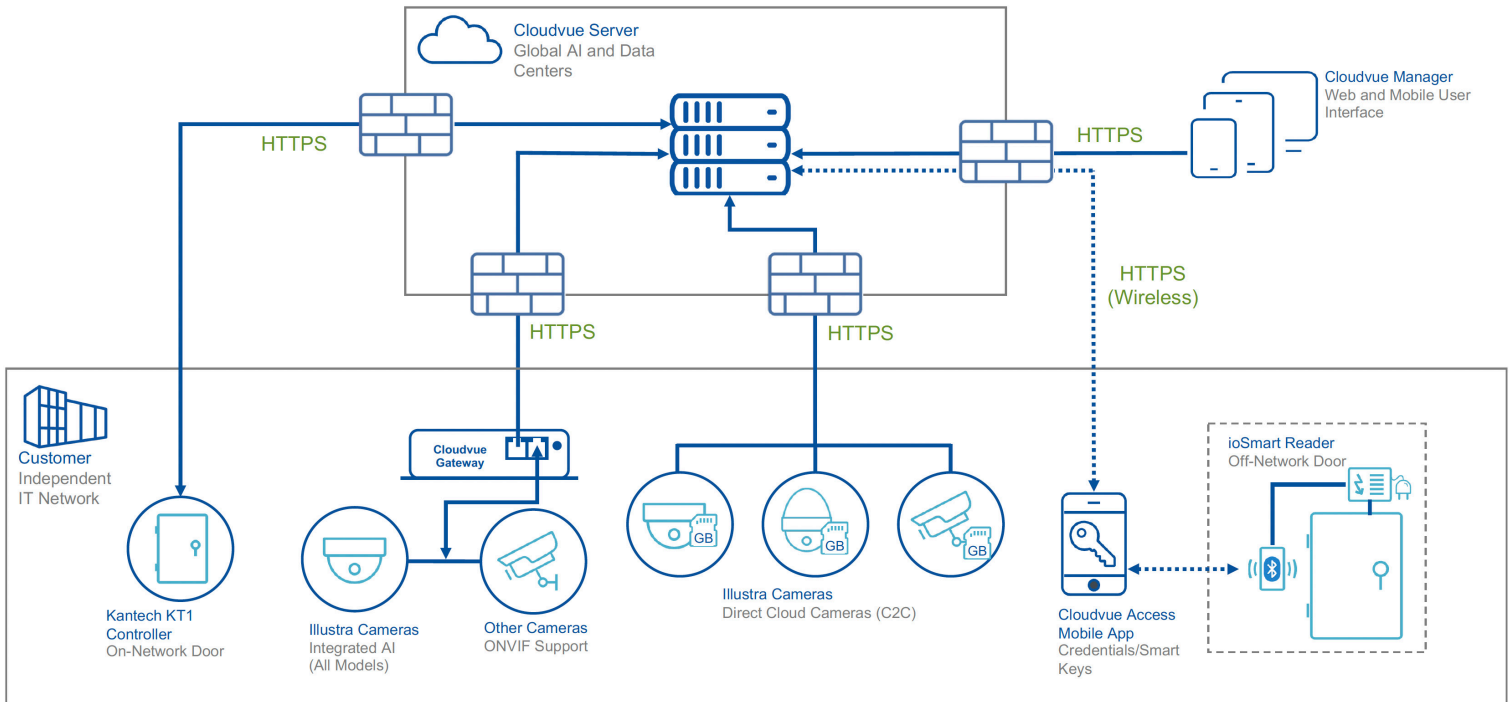 Cloudvue Server
Global AI and Data
Centers
Cloudvue Manager
Web and Mobile User
Interface
HTTPS
HTTPS
HTTPS
(Wireless)
HTTPS
HTTPS
Customer
Independent
IT Network
Cloudvue
Gateway
ioSmart Reader
Off-Network Door
GB
GB
GB
Kantech KT1
Controller
On-Network Door
Illustra Cameras
Integrated AI
(All Models)
Other Cameras
ONVIF Support
Illustra Cameras
Direct Cloud Cameras (C2C)
Cloudvue Access
Mobile App
Credentials/Smart
Keys